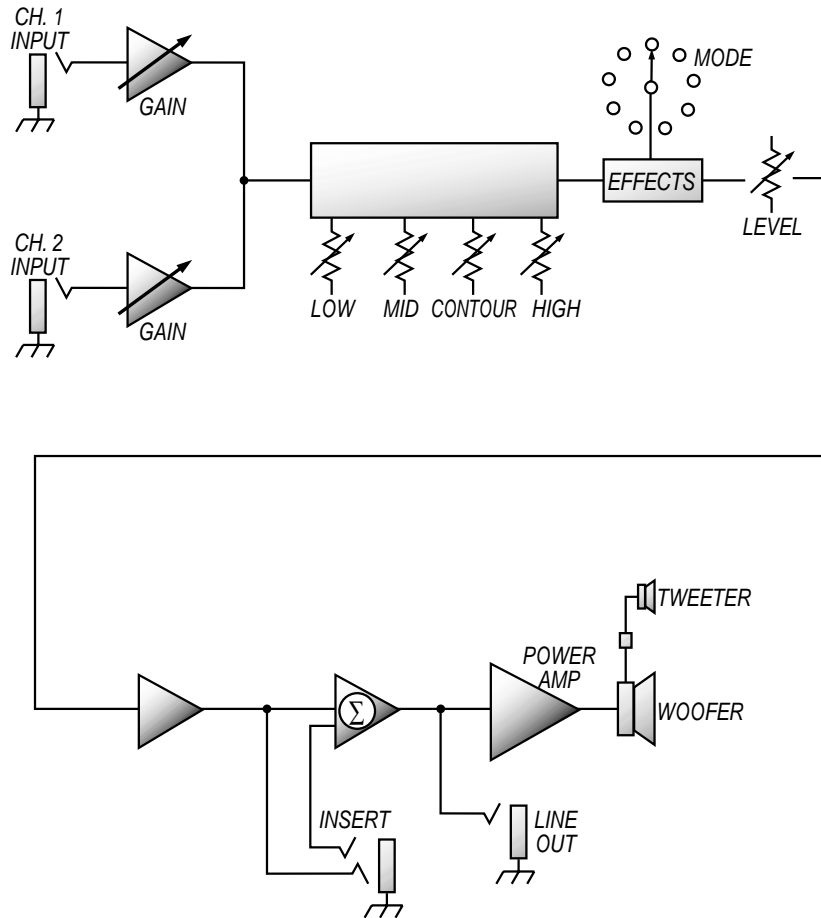 CH. 1
INPUT
GAIN
MODE
EFFECTS
LEVEL
CH. 2
INPUT
GAIN
LOW
MID
CONTOUR
HIGH
TWEETER
POWER
AMP
Σ
WOOFER
INSERT
LINE
OUT